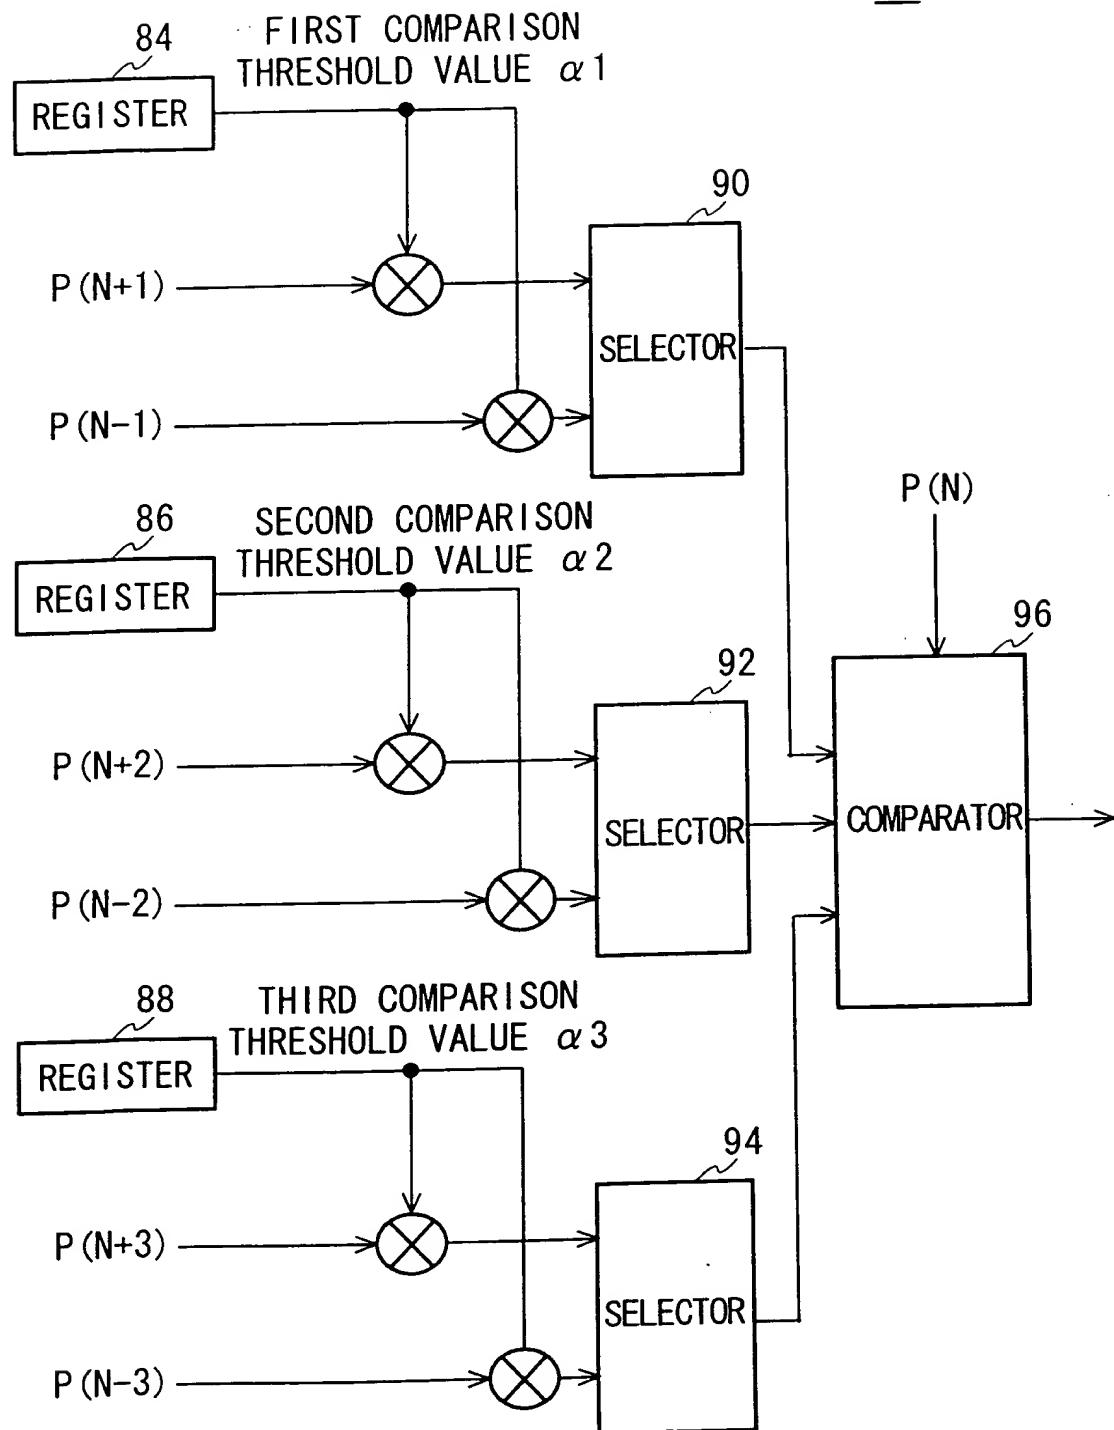 84
FIRST COMPARISON
THRESHOLD VALUE α1
REGISTER
90
P(N+1)
SELECTOR
P(N-1)
P(N)
86
SECOND COMPARISON
THRESHOLD VALUE α2
REGISTER
96
92
P(N+2)
COMPARATOR
SELECTOR
P(N-2)
88
THIRD COMPARISON
THRESHOLD VALUE α3
REGISTER
94
P(N+3)
SELECTOR
P(N-3)